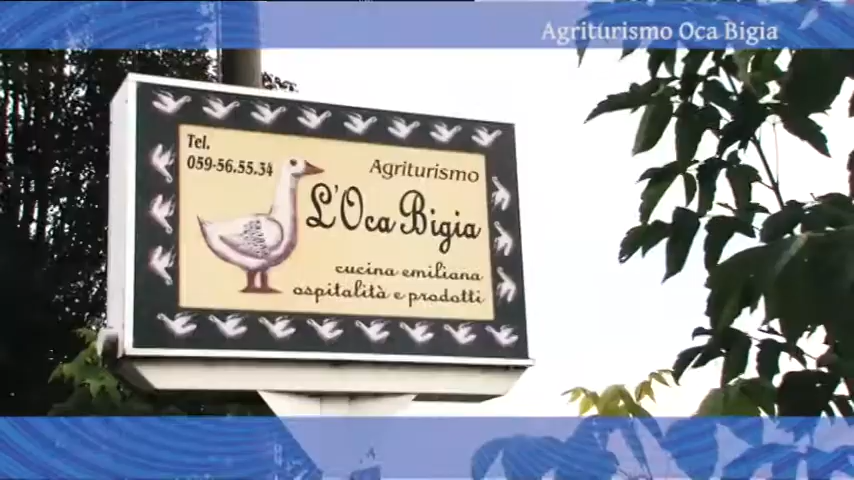 Agriturismo Oca Bigia
Tel.
059-56.55.34
Agriturismo
L'Oca Bigia
cucina emiliana
ospitalità e prodotti